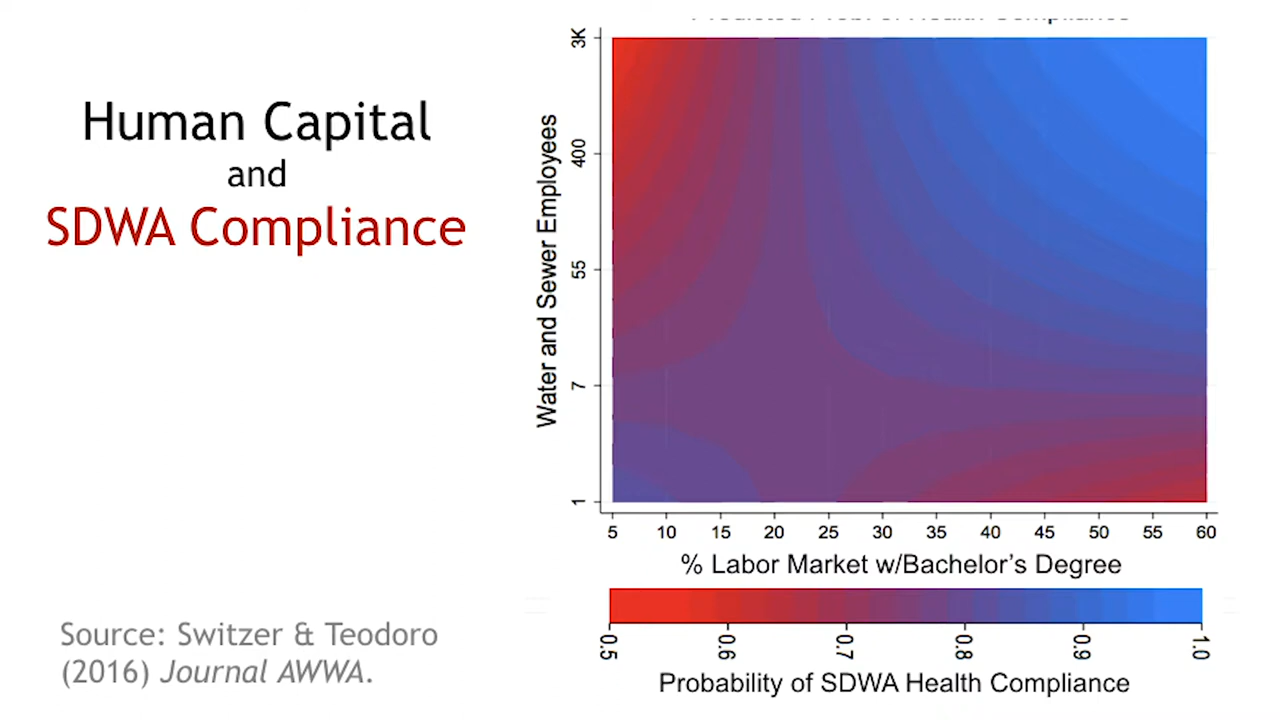 Human Capital
and
SDWA Compliance
Source: Switzer & Teodoro
(2016) Journal AWWA.
Water and Sewer Employees
3K
400
55
7
1
5 10 15 20 25 30 35 40 45 50 55 60
% Labor Market w/Bachelor's Degree
0.5 0.6 0.7 0.8 0.9 1.0
Probability of SDWA Health Compliance